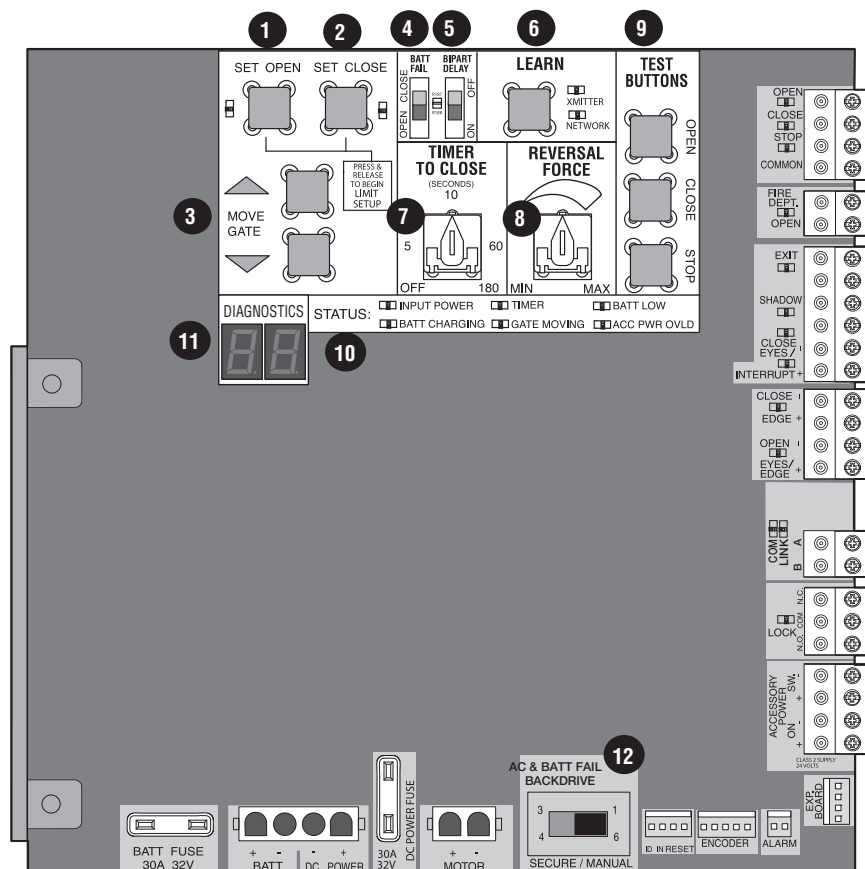 1
2
4
5
6
9
SET OPEN
SET CLOSE
BATT
FAIL
OPEN
CLOSE
R187
R188
BIPART
DELAY
ON
OFF
LEARN
XMITTER
NETWORK
TEST
BUTTONS
OPEN
CLOSE
STOP
PRESS &
RELEASE
TO BEGIN
LIMIT
SETUP
3
MOVE
GATE
TIMER
TO CLOSE
(SECONDS)
10
7
5
60
OFF
180
REVERSAL
FORCE
8
MIN
MAX
DIAGNOSTICS
11
8.8.
STATUS:
INPUT POWER
TIMER
BATT LOW
BATT CHARGING
GATE MOVING
ACC PWR OVLD
10
OPEN
CLOSE
STOP
COMMON
FIRE
DEPT.
OPEN
EXIT
SHADOW
CLOSE
EYES/ -
INTERRUPT +
CLOSE -
EDGE +
OPEN -
EYES/ +
EDGE
COM
LINK
A
B
LOCK
N.C.
COM
N.O.
ACCESSORY
POWER
SW. -
+
ON -
+
CLASS 2 SUPPLY
24 VOLTS
EXP.
BOARD
12
AC & BATT FAIL
BACKDRIVE
3
1
4
6
SECURE / MANUAL
BATT FUSE
30A 32V
+ - - +
BATT
DC POWER
DC POWER FUSE
30A
32V
+ -
MOTOR
ID IN
RESET
ENCODER
ALARM